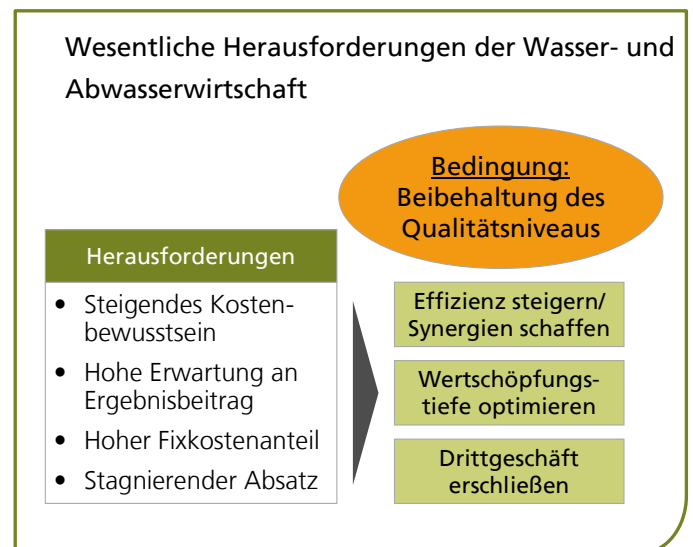 Wesentliche Herausforderungen der Wasser- und
Abwasserwirtschaft
Bedingung:
Beibehaltung des
Qualitätsniveaus
Herausforderungen
• Steigendes Kosten-
bewusstsein
• Hohe Erwartung an
Ergebnisbeitrag
• Hoher Fixkostenanteil
• Stagnierender Absatz
Effizienz steigern/
Synergien schaffen
Wertschöpfungs-
tiefe optimieren
Drittgeschäft
erschließen